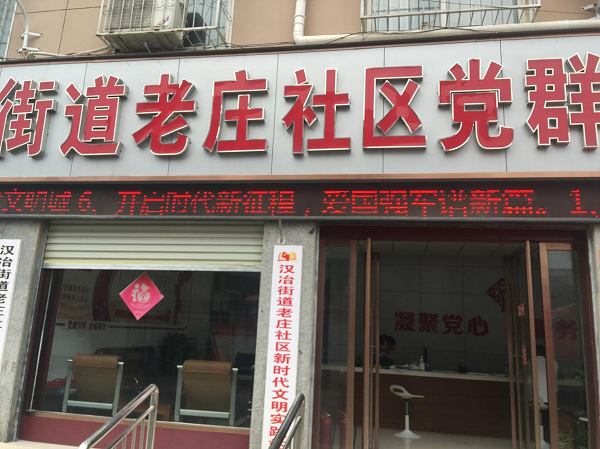 街道老庄社区党群
文明城 6、开启时代新征程，爱国强军谱新篇。1、
汉冶街道老庄
汉冶街道老庄社区新时代文明实践
凝聚党心
务